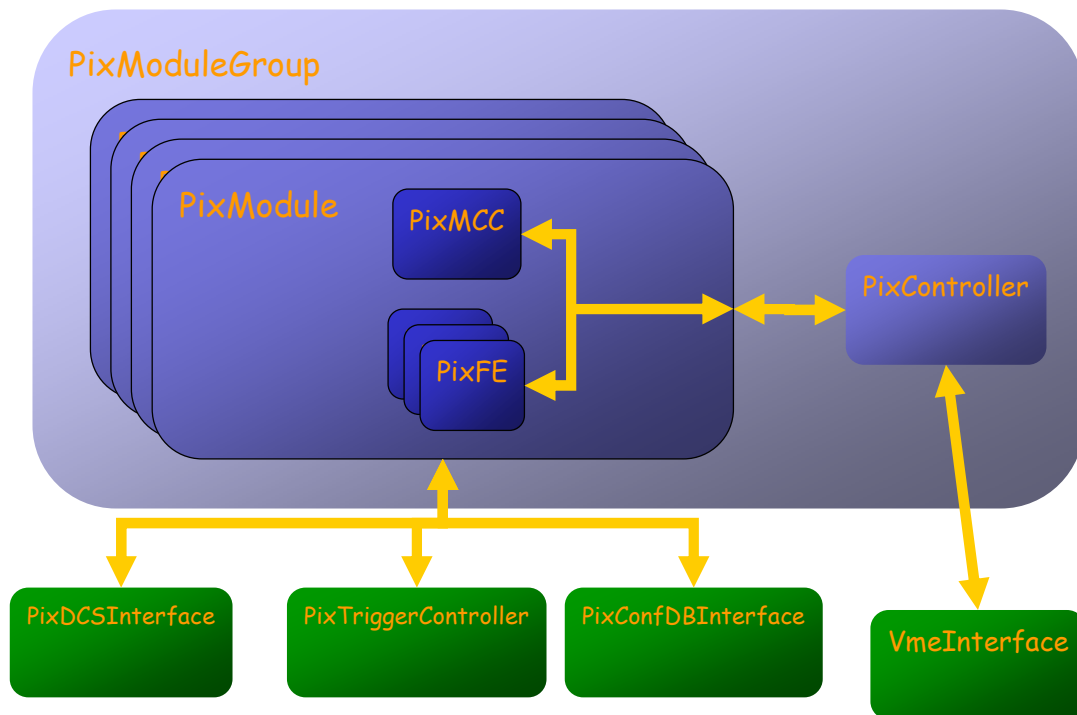 PixModuleGroup
PixModule
PixMCC
PixFE
PixController
PixDCSInterface
PixTriggerController
PixConfDBInterface
VmeInterface